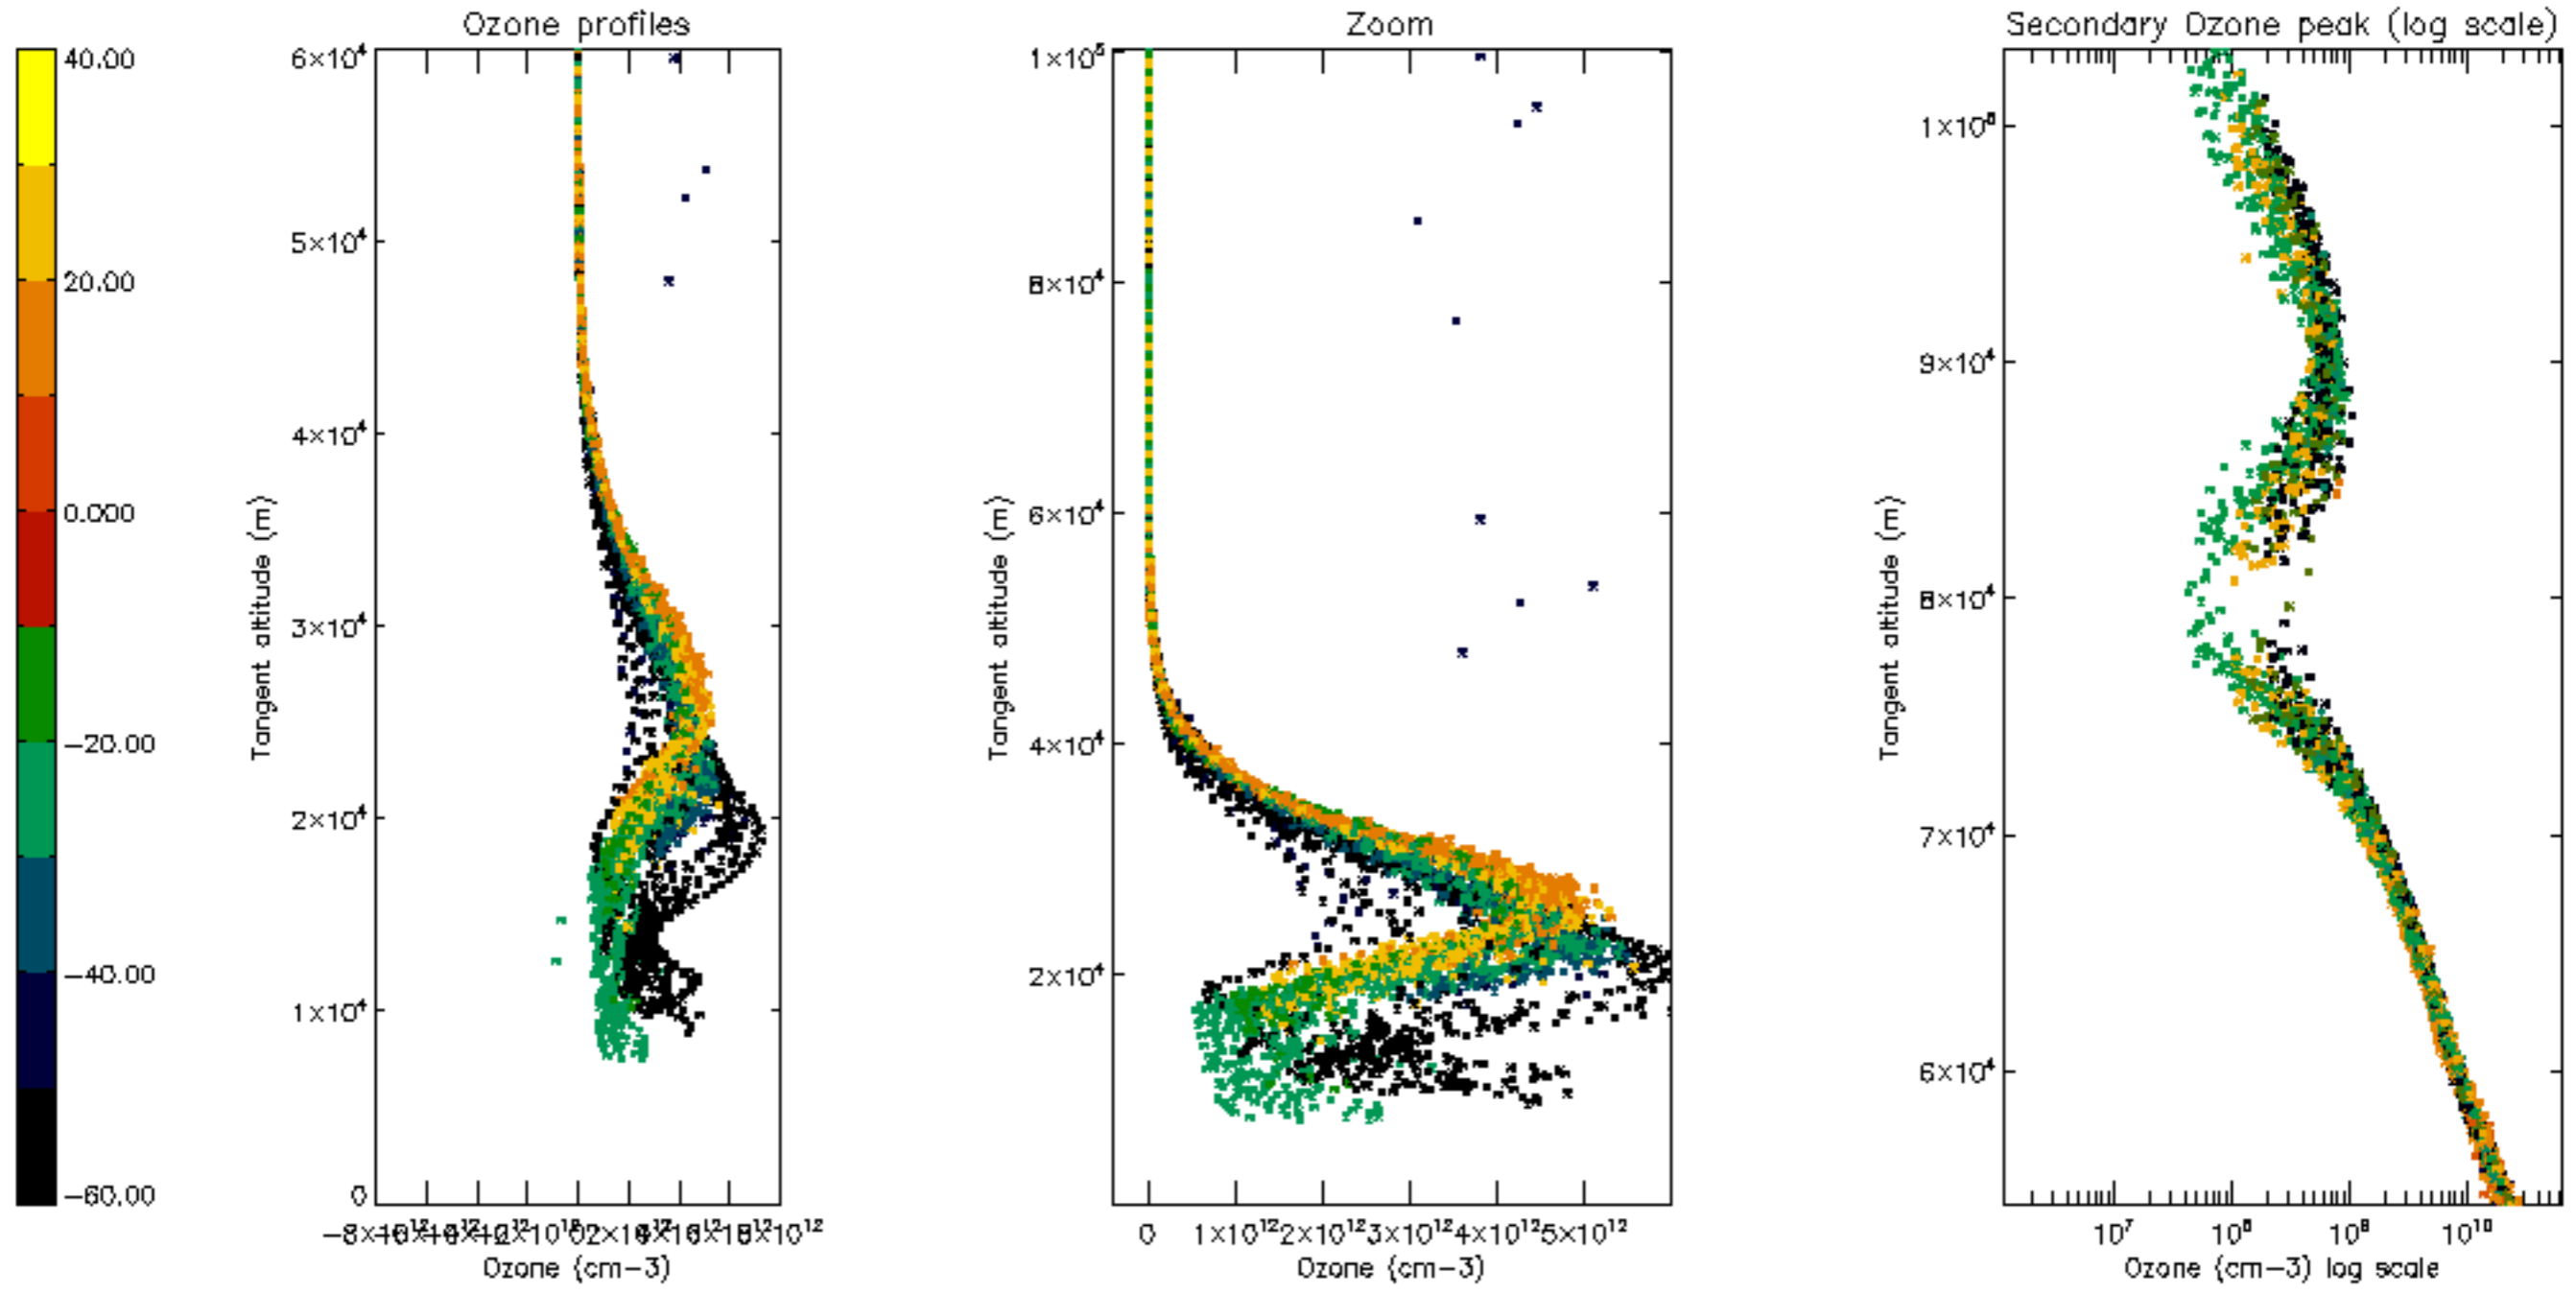 Ozone profiles
Zoom
Secondary Ozone peak (log scale)
40.00
20.00
0.000
-20.00
-40.00
-60.00
6×10⁴
5×10⁴
4×10⁴
3×10⁴
2×10⁴
1×10⁴
0
Tangent altitude (m)
Ozone (cm-3)
1×10⁵
8×10⁴
6×10⁴
4×10⁴
2×10⁴
Tangent altitude (m)
0 1×10¹² 2×10¹² 3×10¹² 4×10¹² 5×10¹²
Ozone (cm-3)
1×10⁵
9×10⁴
8×10⁴
7×10⁴
6×10⁴
Tangent altitude (m)
10⁷ 10⁸ 10⁹ 10¹⁰
Ozone (cm-3) log scale